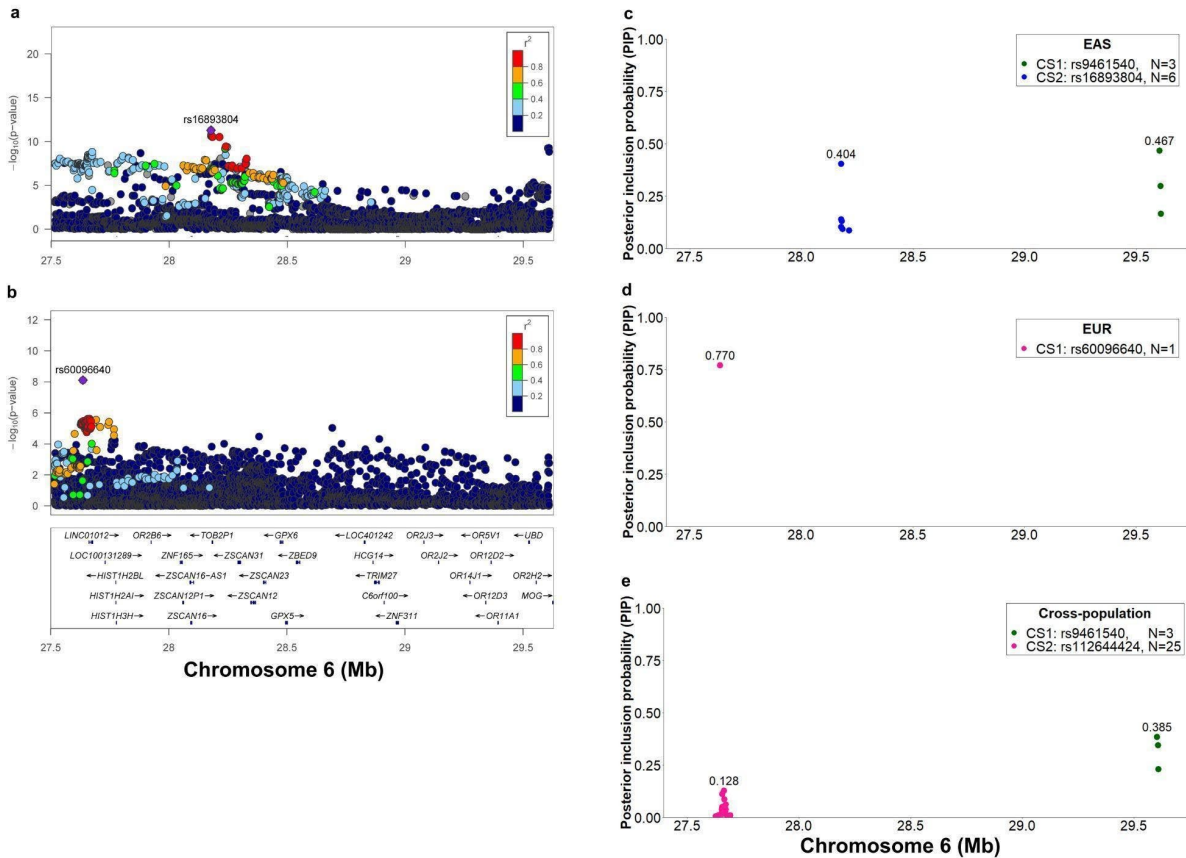 a
−log10(p−value)
20
15
10
5
0
rs16893804
r2
0.8
0.6
0.4
0.2
27.5 28 28.5 29 29.5
b
−log10(p−value)
12
10
8
6
4
2
0
rs60096640
r2
0.8
0.6
0.4
0.2
LINC01012→ OR2B6→ ←TOB2P1 GPX6→ ←LOC401242 OR2J3→ ←OR5V1 ←UBD
LOC100131289→ ZNF165→ ←ZSCAN31 ←ZBED9 HCG14→ OR2J2→ OR12D2→
←HIST1H2BL ←ZSCAN16−AS1 ←ZSCAN23 ←TRIM27 ←OR14J1 OR2H2→
HIST1H2AI→ ZSCAN12P1→ ←ZSCAN12 C6orf100→ ←OR12D3 MOG→
HIST1H3H→ ZSCAN16→ GPX5→ ←ZNF311 ←OR11A1
27.5 28 28.5 29 29.5
Chromosome 6 (Mb)
c
Posterior inclusion probability (PIP)
1.00
0.75
0.50
0.25
0.00
EAS
CS1: rs9461540, N=3
CS2: rs16893804, N=6
0.404
0.467
27.5 28.0 28.5 29.0 29.5
d
Posterior inclusion probability (PIP)
1.00
0.75
0.50
0.25
0.00
EUR
CS1: rs60096640, N=1
0.770
27.5 28.0 28.5 29.0 29.5
e
Posterior inclusion probability (PIP)
1.00
0.75
0.50
0.25
0.00
Cross-population
CS1: rs9461540, N=3
CS2: rs112644424, N=25
0.128
0.385
27.5 28.0 28.5 29.0 29.5
Chromosome 6 (Mb)